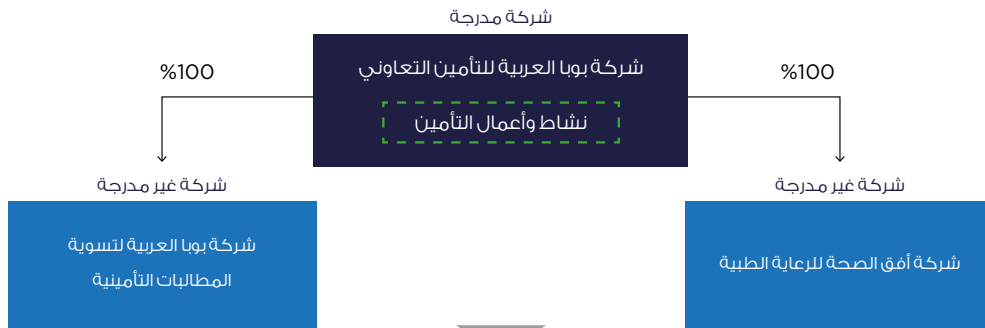 شركة مدرجة
شركة بوبا العربية للتأمين التعاوني
نشاط وأعمال التأمين
%100
%100
شركة غير مدرجة
شركة أفق الصحة للرعاية الطبية
شركة غير مدرجة
شركة بوبا العربية لتسوية
المطالبات التأمينية